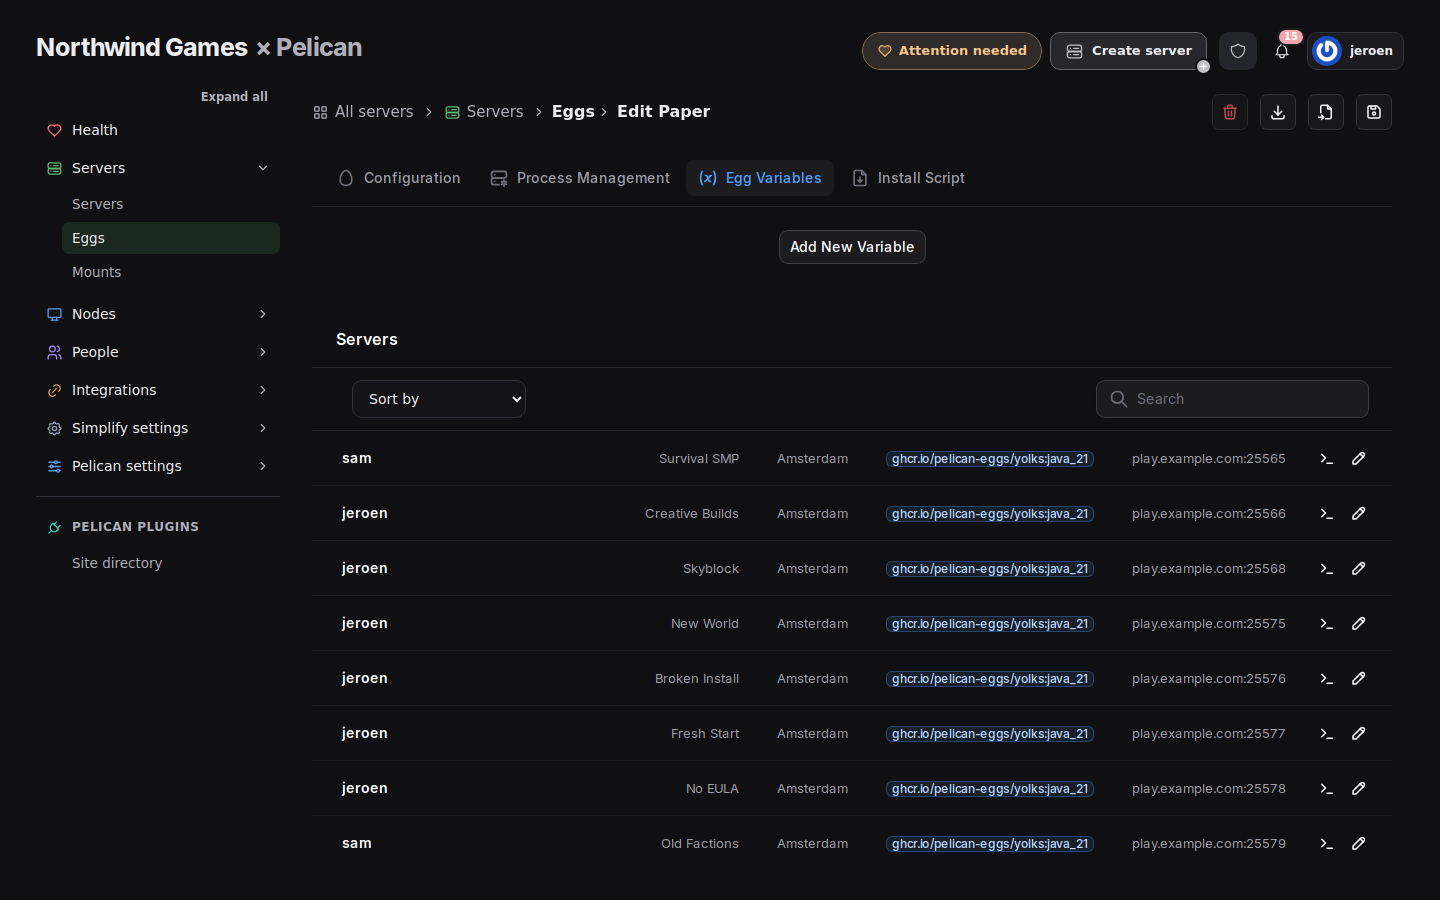 Northwind Games × Pelican
Attention needed
Create server
15
jeroen
Expand all
Health
Servers
Servers
Eggs
Mounts
Nodes
People
Integrations
Simplify settings
Pelican settings
PELICAN PLUGINS
Site directory
All servers > Servers > Eggs > Edit Paper
Configuration
Process Management
(x) Egg Variables
Install Script
Add New Variable
Servers
Sort by
Search
sam Survival SMP Amsterdam ghcr.io/pelican-eggs/yolks:java_21 play.example.com:25565
jeroen Creative Builds Amsterdam ghcr.io/pelican-eggs/yolks:java_21 play.example.com:25566
jeroen Skyblock Amsterdam ghcr.io/pelican-eggs/yolks:java_21 play.example.com:25568
jeroen New World Amsterdam ghcr.io/pelican-eggs/yolks:java_21 play.example.com:25575
jeroen Broken Install Amsterdam ghcr.io/pelican-eggs/yolks:java_21 play.example.com:25576
jeroen Fresh Start Amsterdam ghcr.io/pelican-eggs/yolks:java_21 play.example.com:25577
jeroen No EULA Amsterdam ghcr.io/pelican-eggs/yolks:java_21 play.example.com:25578
sam Old Factions Amsterdam ghcr.io/pelican-eggs/yolks:java_21 play.example.com:25579